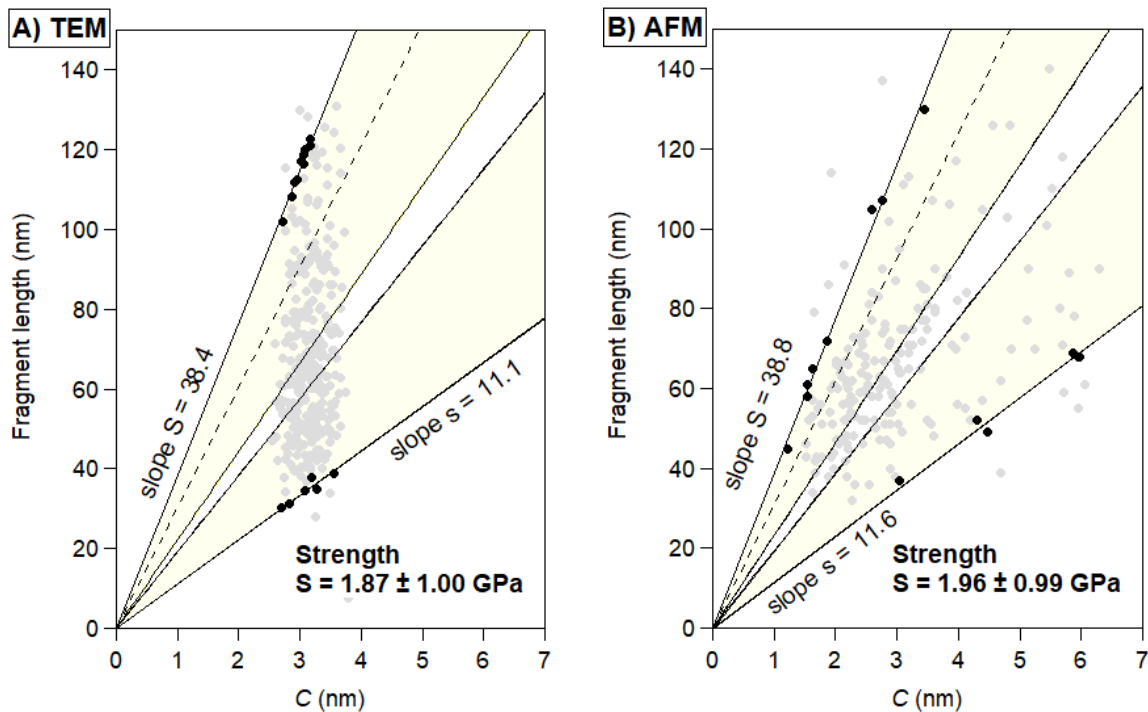 A) TEM
140
120
100
80
60
40
20
0
Fragment length (nm)
slope S = 38.4
slope s = 11.1
Strength
S = 1.87 ± 1.00 GPa
0 1 2 3 4 5 6 7
C (nm)
B) AFM
140
120
100
80
60
40
20
0
Fragment length (nm)
slope S = 38.8
slope s = 11.6
Strength
S = 1.96 ± 0.99 GPa
0 1 2 3 4 5 6 7
C (nm)